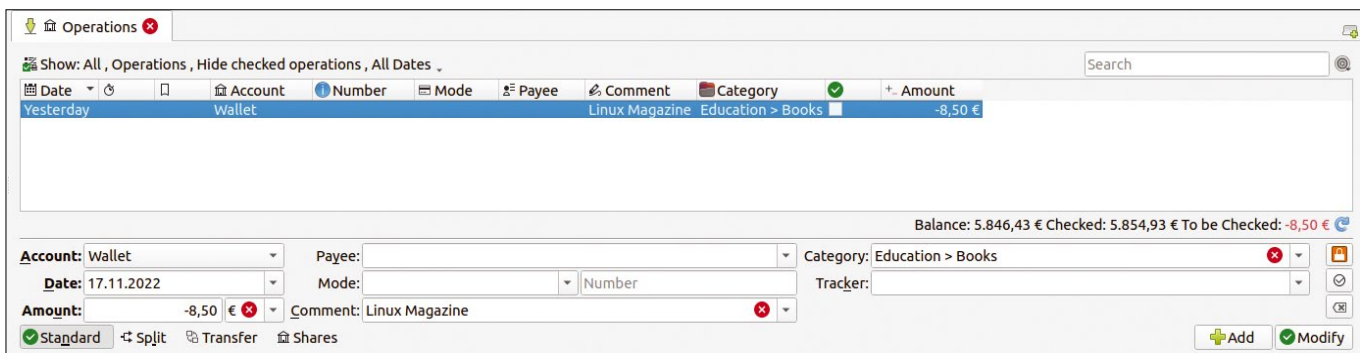 Operations
Show: All , Operations , Hide checked operations , All Dates
Search
Date Account Number Mode Payee Comment Category Amount
Yesterday Wallet Linux Magazine Education > Books -8,50 €
Balance: 5.846,43 € Checked: 5.854,93 € To be Checked: -8,50 €
Account: Wallet Payee: Category: Education > Books
Date: 17.11.2022 Mode: Number Tracker:
Amount: -8,50 € Comment: Linux Magazine
Standard Split Transfer Shares Add Modify